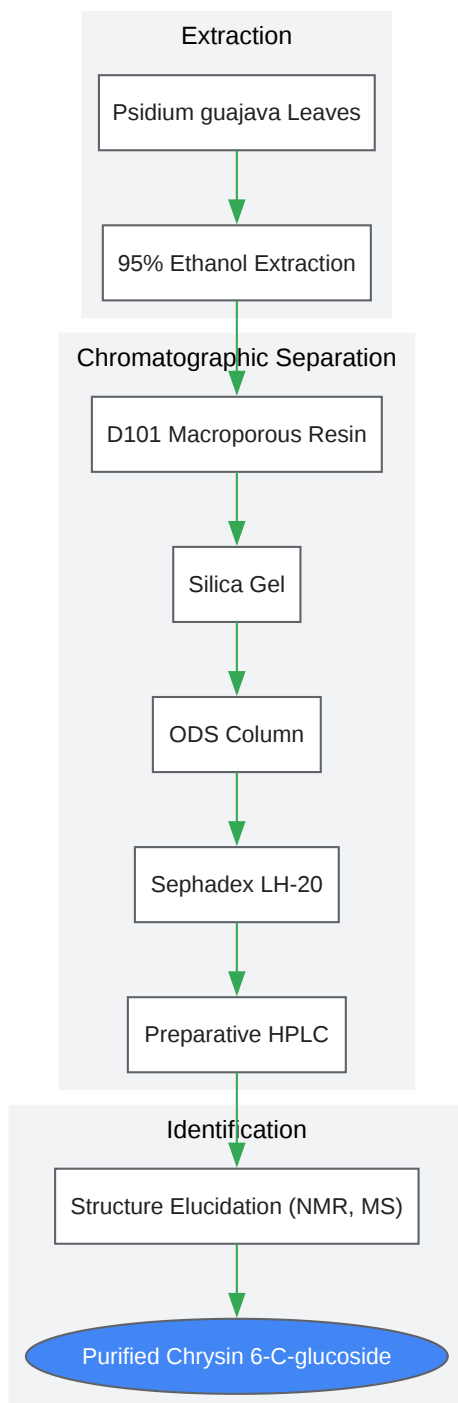 Extraction
Psidium guajava Leaves
95% Ethanol Extraction
Chromatographic Separation
D101 Macroporous Resin
Silica Gel
ODS Column
Sephadex LH-20
Preparative HPLC
Identification
Structure Elucidation (NMR, MS)
Purified Chrysin 6-C-glucoside